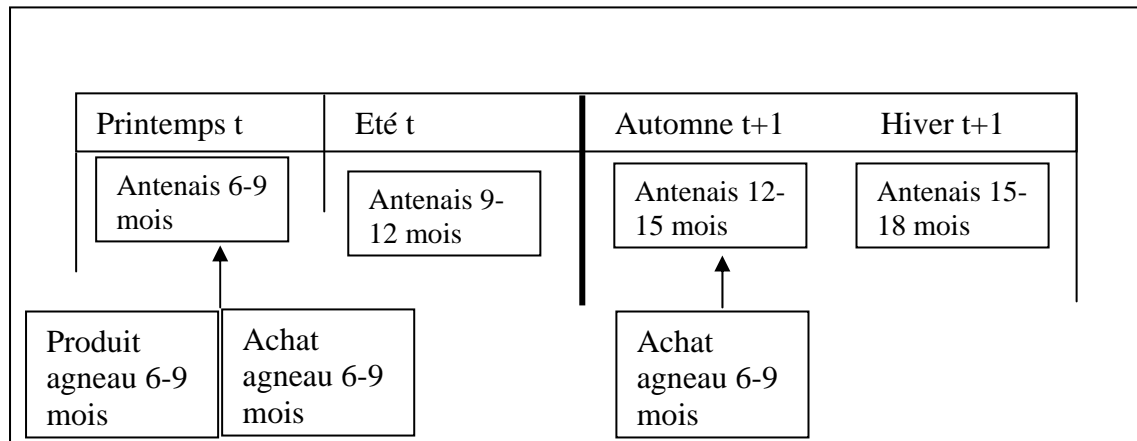 Printemps t
Eté t
Automne t+1
Hiver t+1
Antenais 6-9
mois
Antenais 9-
12 mois
Antenais 12-
15 mois
Antenais 15-
18 mois
Produit
agneau 6-9
mois
Achat
agneau 6-9
mois
Achat
agneau 6-9
mois